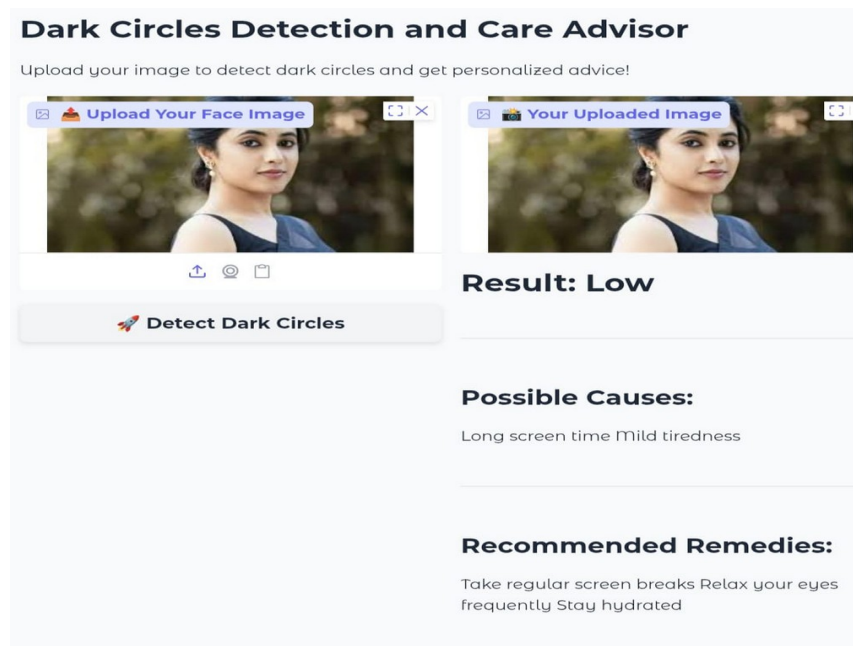 Dark Circles Detection and Care Advisor
Upload your image to detect dark circles and get personalized advice!
📤 Upload Your Face Image
📸 Your Uploaded Image
🚀 Detect Dark Circles
Result: Low
Possible Causes:
Long screen time Mild tiredness
Recommended Remedies:
Take regular screen breaks Relax your eyes
frequently Stay hydrated